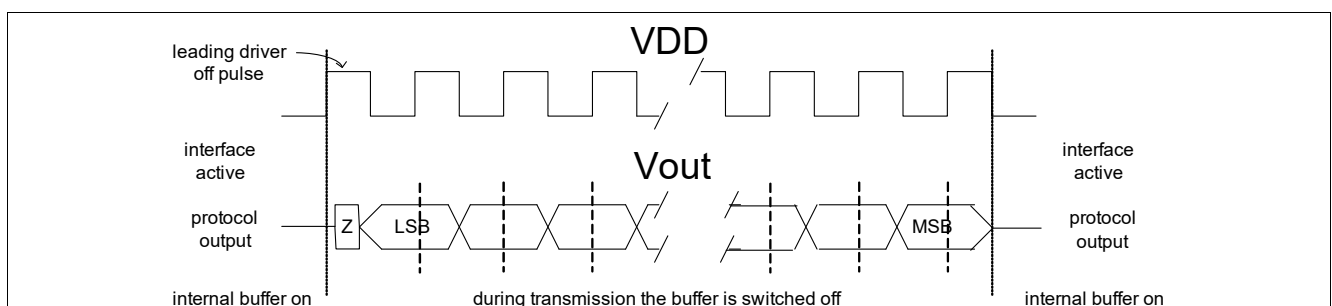 leading driver
off pulse
VDD
interface
active
interface
active
Vout
protocol
output
Z
LSB
MSB
protocol
output
internal buffer on
during transmission the buffer is switched off
internal buffer on